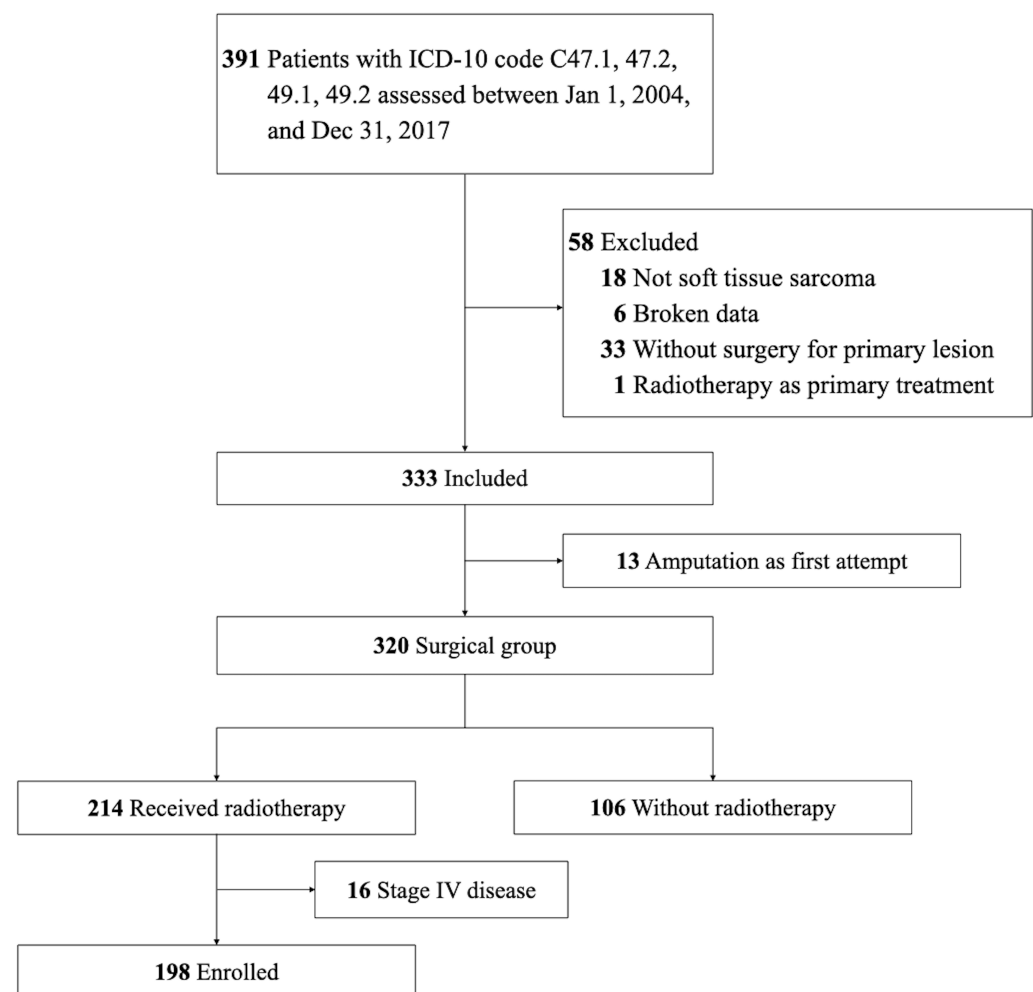 391 Patients with ICD-10 code C47.1, 47.2,
49.1, 49.2 assessed between Jan 1, 2004,
and Dec 31, 2017
58 Excluded
18 Not soft tissue sarcoma
6 Broken data
33 Without surgery for primary lesion
1 Radiotherapy as primary treatment
333 Included
13 Amputation as first attempt
320 Surgical group
214 Received radiotherapy
106 Without radiotherapy
16 Stage IV disease
198 Enrolled